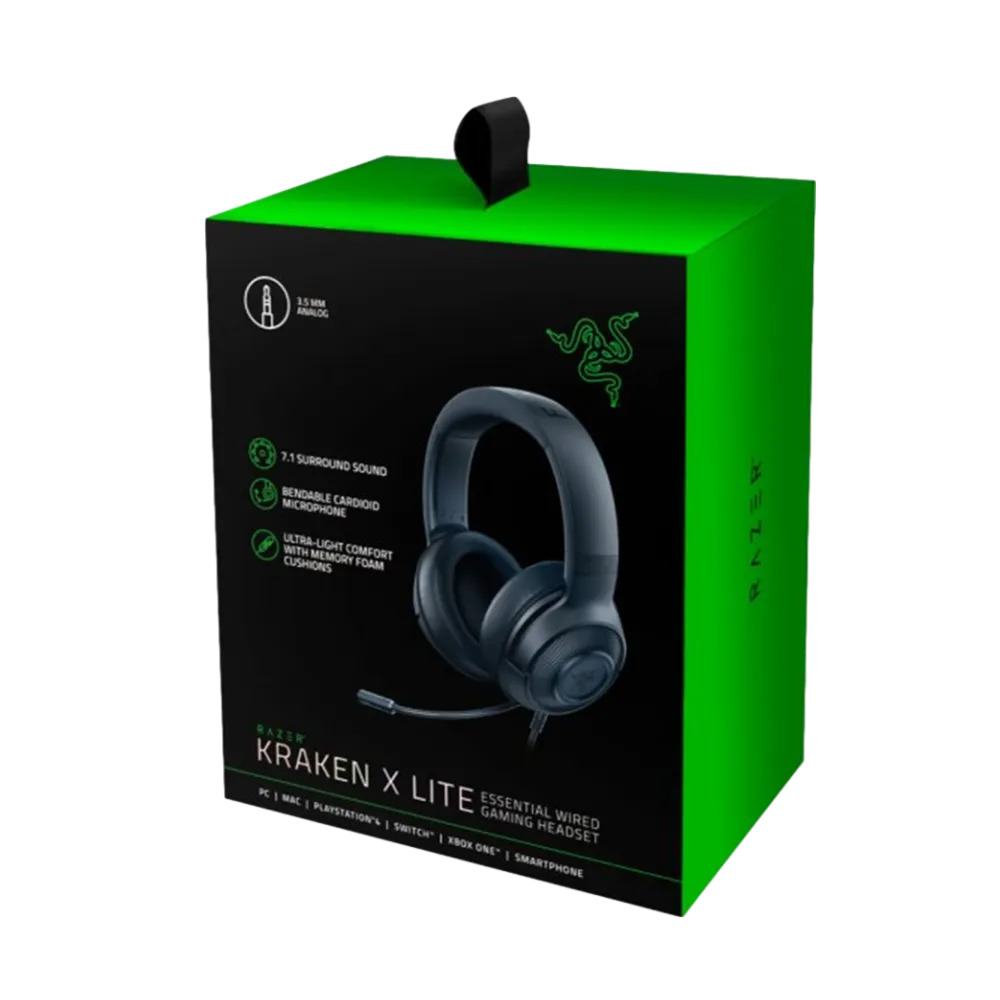 3.5 MM
ANALOG
7.1 SURROUND SOUND
BENDABLE CARDIOID
MICROPHONE
ULTRA-LIGHT COMFORT
WITH MEMORY FOAM
CUSHIONS
RAZER™
KRAKEN X LITE
ESSENTIAL WIRED
GAMING HEADSET
PC | MAC | PLAYSTATION®4 | SWITCH™ | XBOX ONE™ | SMARTPHONE
RAZER